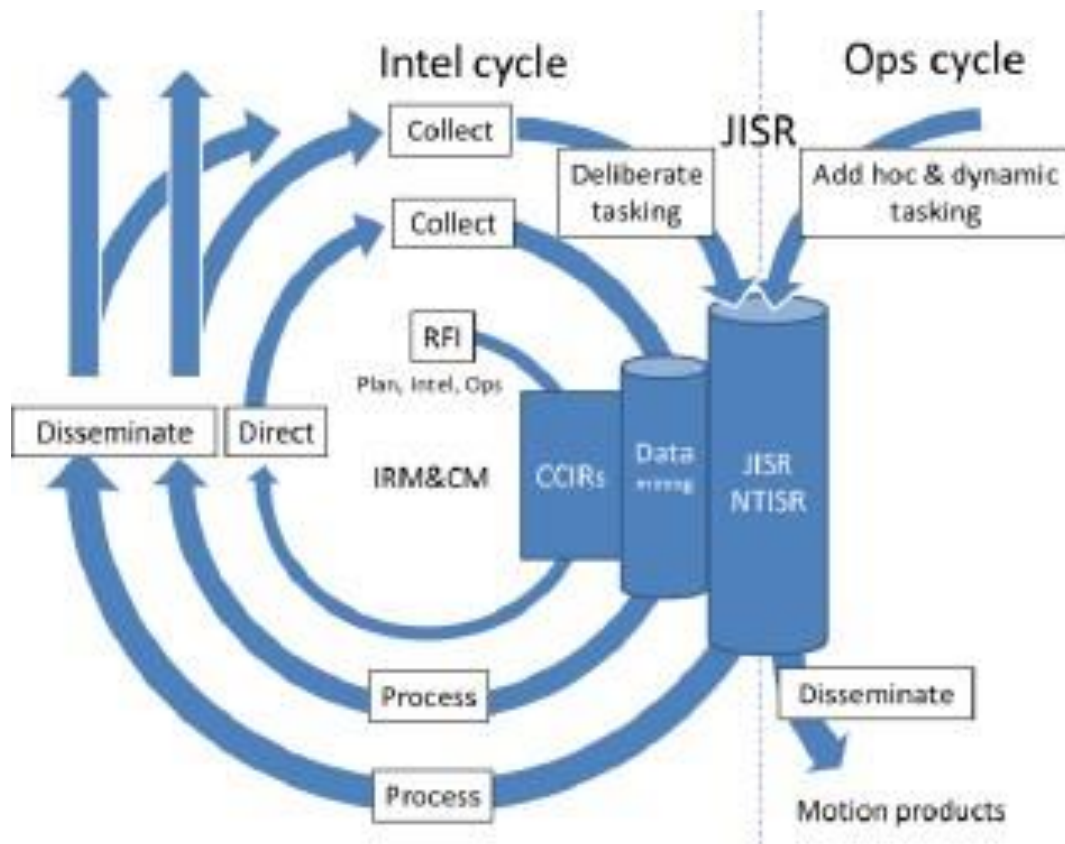 Intel cycle
Ops cycle
Collect
JISR
Deliberate
tasking
Add hoc & dynamic
tasking
Collect
RFI
Plan, Intel, Ops
Disseminate
Direct
IRM&CM
CCIRs
Data
mining
JISR
NTISR
Process
Disseminate
Process
Motion products